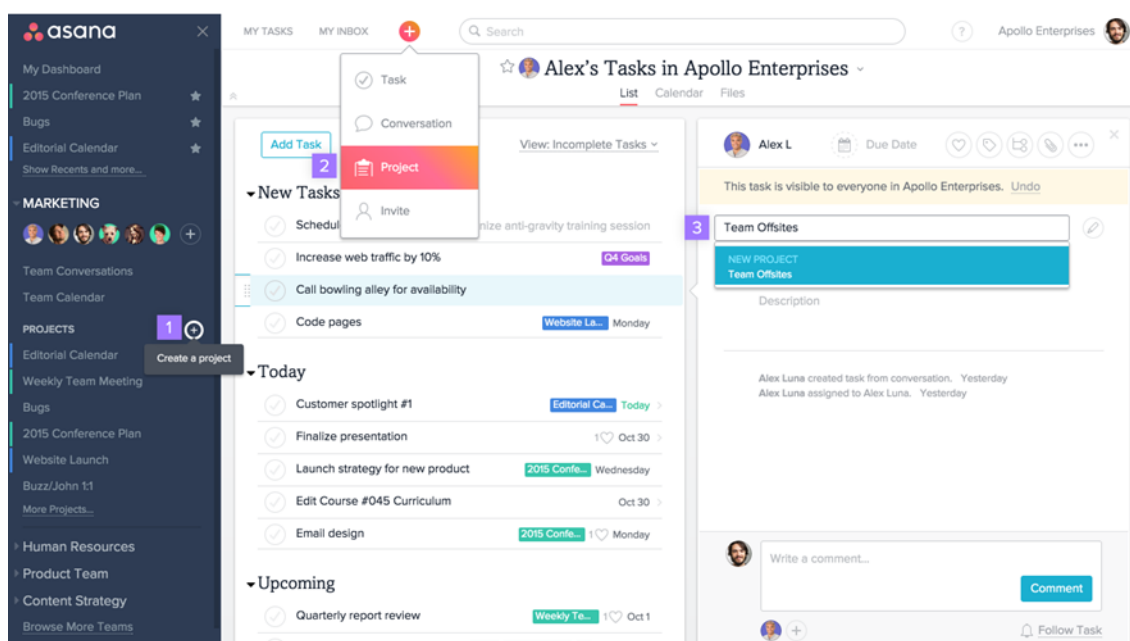 asana
MY TASKS
MY INBOX
Search
?
Apollo Enterprises
My Dashboard
2015 Conference Plan
Bugs
Editorial Calendar
Show Recents and more...
MARKETING
Team Conversations
Team Calendar
PROJECTS
1
Create a project
Editorial Calendar
Weekly Team Meeting
Bugs
2015 Conference Plan
Website Launch
Buzz/John 1:1
More Projects...
Human Resources
Product Team
Content Strategy
Browse More Teams
Task
Conversation
2
Project
Invite
Alex's Tasks in Apollo Enterprises
List Calendar Files
Add Task
View: Incomplete Tasks
New Tasks
Schedul nize anti-gravity training session
Increase web traffic by 10% Q4 Goals
Call bowling alley for availability
Code pages Website La... Monday
Today
Customer spotlight #1 Editorial Ca... Today
Finalize presentation 1 Oct 30
Launch strategy for new product 2015 Confe... Wednesday
Edit Course #045 Curriculum Oct 30
Email design 2015 Confe... 1 Monday
Upcoming
Quarterly report review Weekly Te... 1 Oct 1
Alex L Due Date
This task is visible to everyone in Apollo Enterprises. Undo
3
Team Offsites
NEW PROJECT
Team Offsites
Description
Alex Luna created task from conversation. Yesterday
Alex Luna assigned to Alex Luna. Yesterday
Write a comment...
Comment
Follow Task